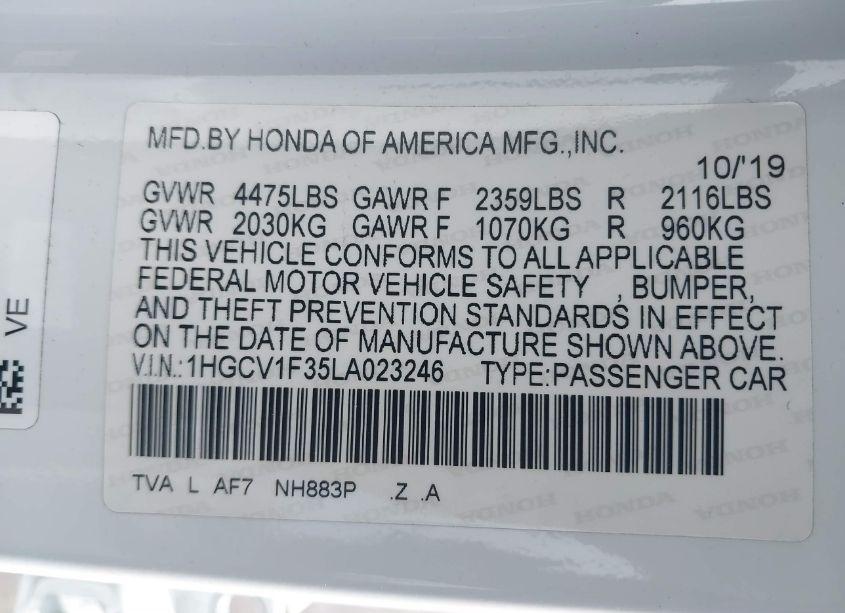 MFD.BY HONDA OF AMERICA MFG.,INC.
10/'19
GVWR 4475LBS GAWR F 2359LBS R 2116LBS
GVWR 2030KG GAWR F 1070KG R 960KG
THIS VEHICLE CONFORMS TO ALL APPLICABLE
FEDERAL MOTOR VEHICLE SAFETY , BUMPER,
AND THEFT PREVENTION STANDARDS IN EFFECT
ON THE DATE OF MANUFACTURE SHOWN ABOVE.
V.I.N.:1HGCV1F35LA023246 TYPE:PASSENGER CAR
TVA L AF7 NH883P .Z .A
VE